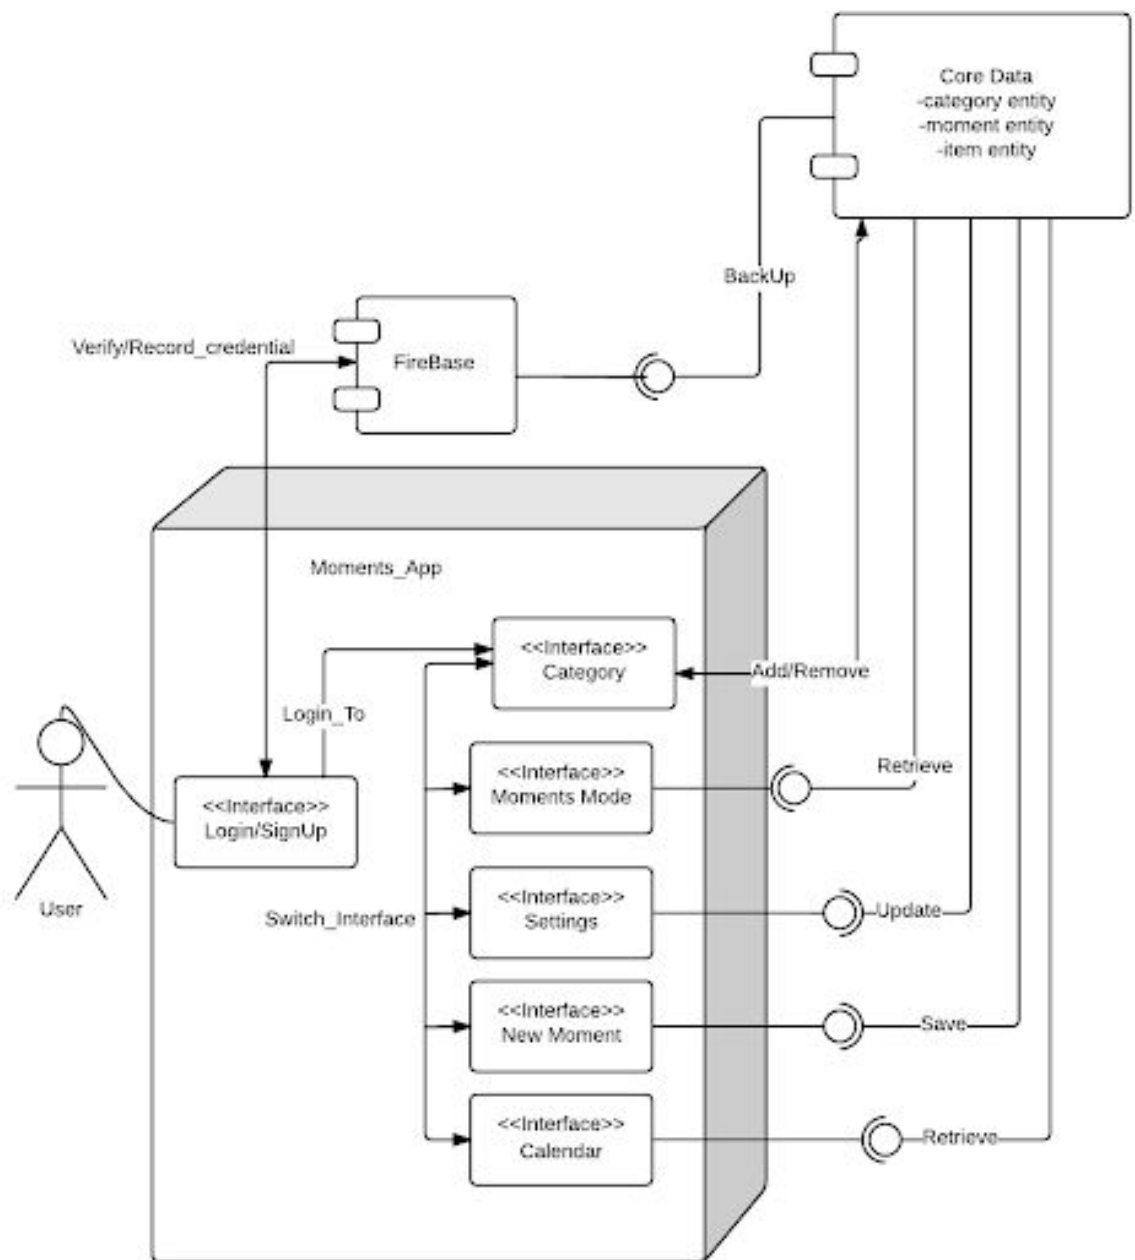 Core Data
-category entity
-moment entity
-item entity
BackUp
Verify/Record_credential
FireBase
Moments_App
<<Interface>>
Category
Add/Remove
Login_To
<<Interface>>
Moments Mode
Retrieve
<<Interface>>
Login/SignUp
User
<<Interface>>
Settings
Update
Switch_Interface
<<Interface>>
New Moment
Save
<<Interface>>
Calendar
Retrieve